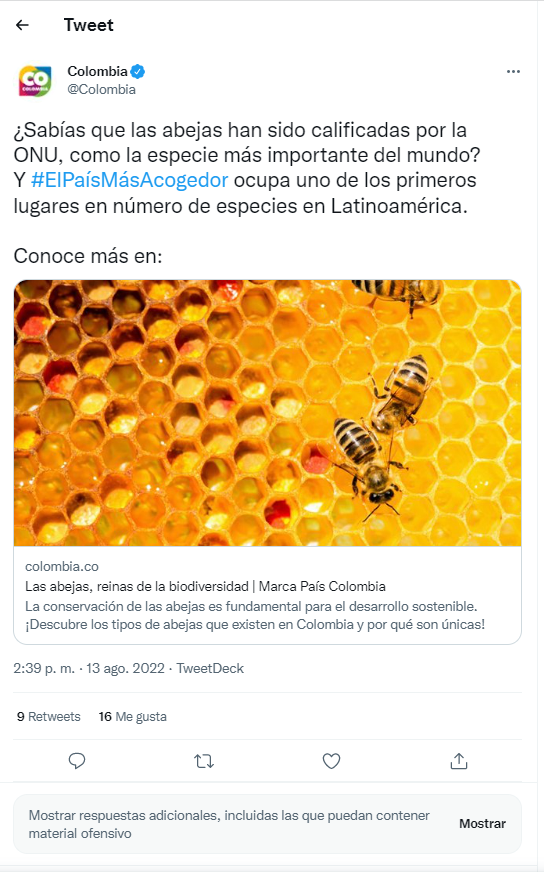 Tweet
CO
COLOMBIA
Colombia
@Colombia
¿Sabías que las abejas han sido calificadas por la
ONU, como la especie más importante del mundo?
Y #ElPaísMásAcogedor ocupa uno de los primeros
lugares en número de especies en Latinoamérica.
Conoce más en:
colombia.co
Las abejas, reinas de la biodiversidad | Marca País Colombia
La conservación de las abejas es fundamental para el desarrollo sostenible.
¡Descubre los tipos de abejas que existen en Colombia y por qué son únicas!
2:39 p. m. · 13 ago. 2022 · TweetDeck
9 Retweets 16 Me gusta
Mostrar respuestas adicionales, incluidas las que puedan contener
material ofensivo
Mostrar